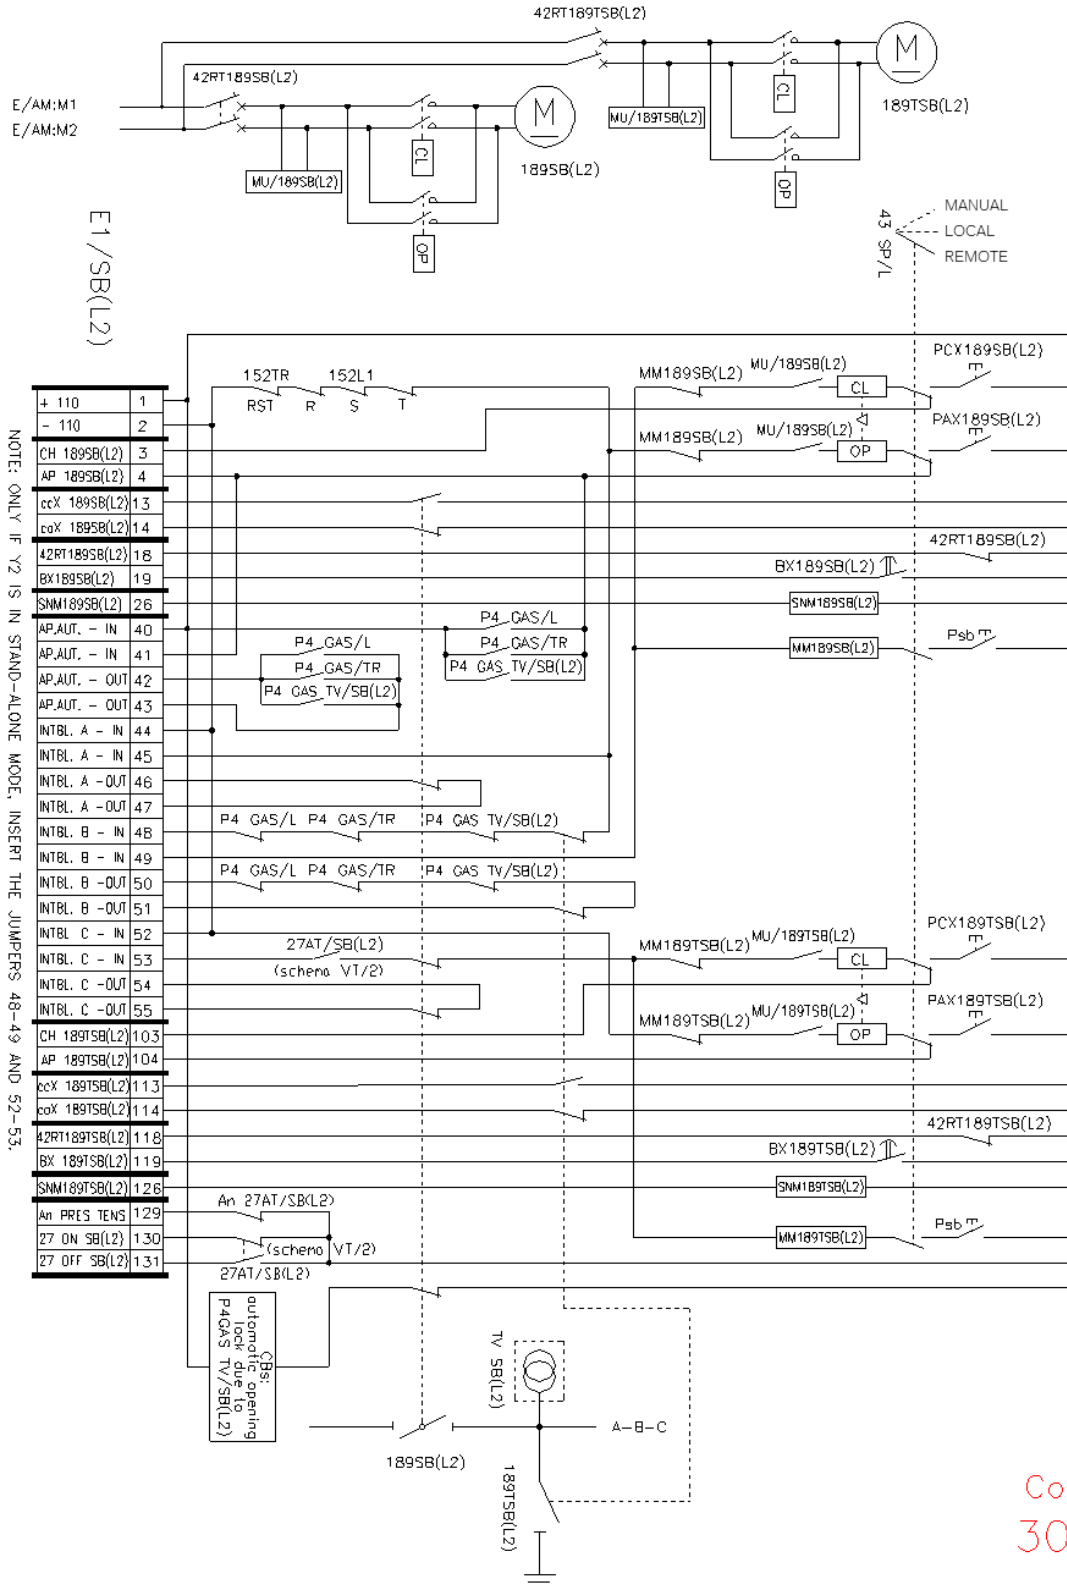 42RT189TSB(L2)
M
42RT189SB(L2)
CL
189TSB(L2)
E/AM:M1
M
MU/189TSB(L2)
E/AM:M2
CL
189SB(L2)
MU/189SB(L2)
OP
OP
E1/SB(L2)
43 SP/L
MANUAL
LOCAL
REMOTE
NOTE: ONLY IF Y2 IS IN STAND-ALONE MODE, INSERT THE JUMPERS 48-49 AND 52-53.
+ 110 1
- 110 2
CH 189SB(L2) 3
AP 189SB(L2) 4
ccX 189SB(L2) 13
coX 189SB(L2) 14
42RT189SB(L2) 18
BX189SB(L2) 19
SNM189SB(L2) 26
AP.AUT. - IN 40
AP.AUT. - IN 41
AP.AUT. - OUT 42
AP.AUT. - OUT 43
INTBL. A - IN 44
INTBL. A - IN 45
INTBL. A -OUT 46
INTBL. A -OUT 47
INTBL. B - IN 48
INTBL. B - IN 49
INTBL. B -OUT 50
INTBL. B -OUT 51
INTBL C - IN 52
INTBL. C - IN 53
INTBL. C -OUT 54
INTBL. C -OUT 55
CH 189TSB(L2) 103
AP 189TSB(L2) 104
ccX 189TSB(L2) 113
coX 189TSB(L2) 114
42RT189TSB(L2) 118
BX 189TSB(L2) 119
SNM189TSB(L2) 126
An PRES TENS 129
27 ON SB(L2) 130
27 OFF SB(L2) 131
152TR 152L1
RST R S T
MM189SB(L2) MU/189SB(L2) CL PCX189SB(L2)
MM189SB(L2) MU/189SB(L2) OP PAX189SB(L2)
42RT189SB(L2)
BX189SB(L2)
SNM189SB(L2)
MM189SB(L2) Psb
P4 GAS/L
P4 GAS/TR
P4 GAS TV/SB(L2)
P4 GAS/L
P4 GAS/TR
P4 GAS TV/SB(L2)
P4 GAS/L P4 GAS/TR P4 GAS TV/SB(L2)
P4 GAS/L P4 GAS/TR P4 GAS TV/SB(L2)
27AT/SB(L2)
(schema VT/2)
MM189TSB(L2) MU/189TSB(L2) CL PCX189TSB(L2)
MM189TSB(L2) MU/189TSB(L2) OP PAX189TSB(L2)
42RT189TSB(L2)
BX189TSB(L2)
SNM189TSB(L2)
MM189TSB(L2) Psb
An 27AT/SB(L2)
(schema VT/2)
27AT/SB(L2)
CBs:
automatic opening
lock due to
P4GAS TV/SB(L2)
TV SB(L2)
A-B-C
189SB(L2)
189TSB(L2)
Co
30